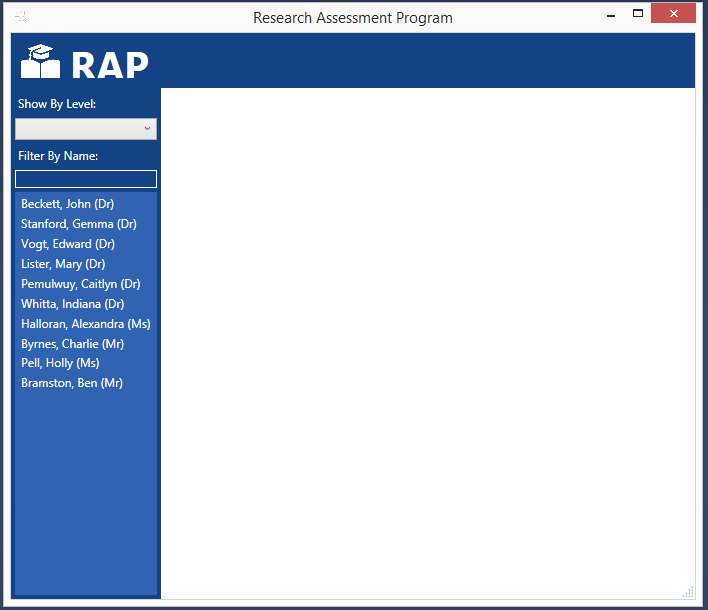 Research Assessment Program
RAP
Show By Level:
Filter By Name:
Beckett, John (Dr)
Stanford, Gemma (Dr)
Vogt, Edward (Dr)
Lister, Mary (Dr)
Pemulwuy, Caitlyn (Dr)
Whitta, Indiana (Dr)
Halloran, Alexandra (Ms)
Byrnes, Charlie (Mr)
Pell, Holly (Ms)
Bramston, Ben (Mr)